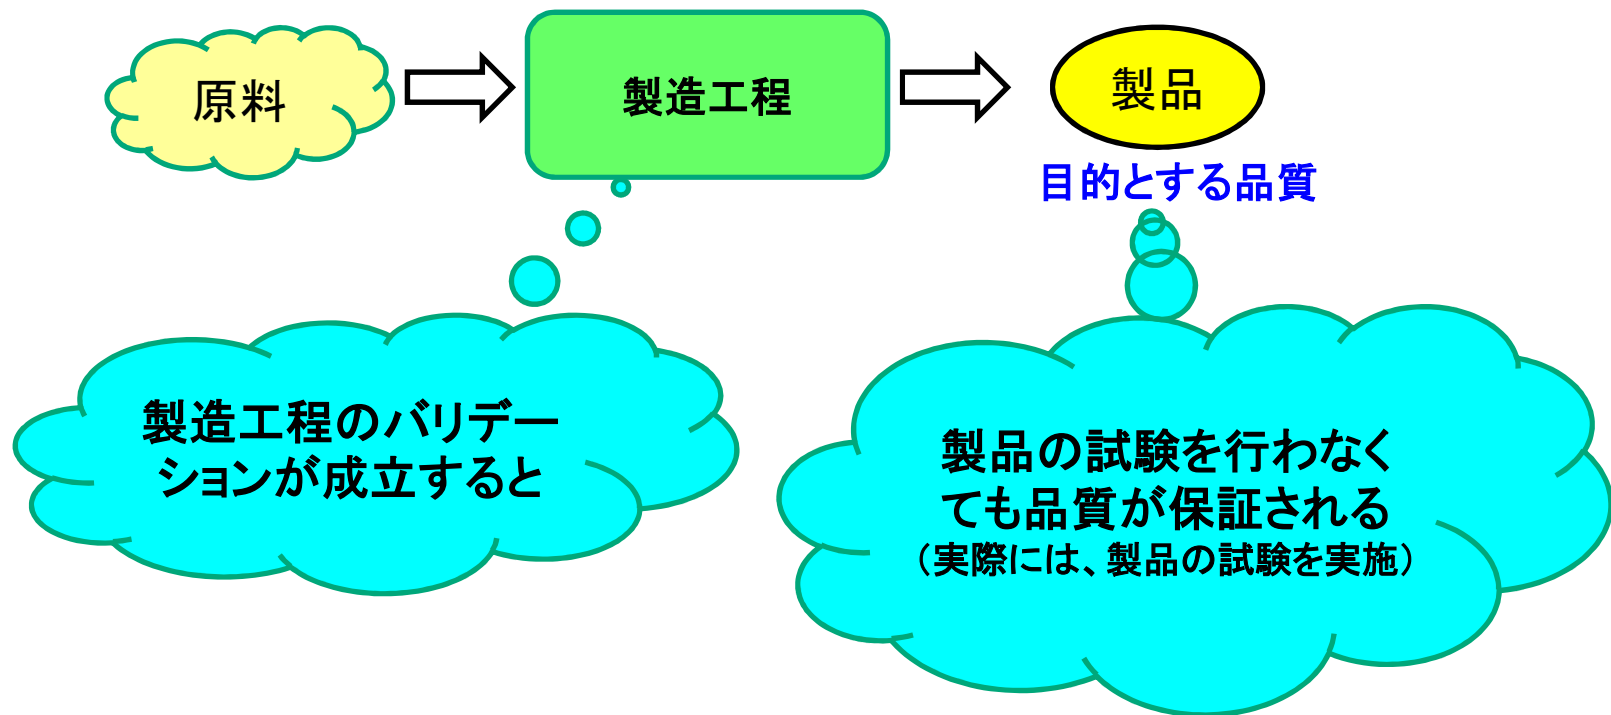 原料
製造工程
製品
目的とする品質
製造工程のバリデー
ションが成立すると
製品の試験を行わなく
ても品質が保証される
（実際には、製品の試験を実施）